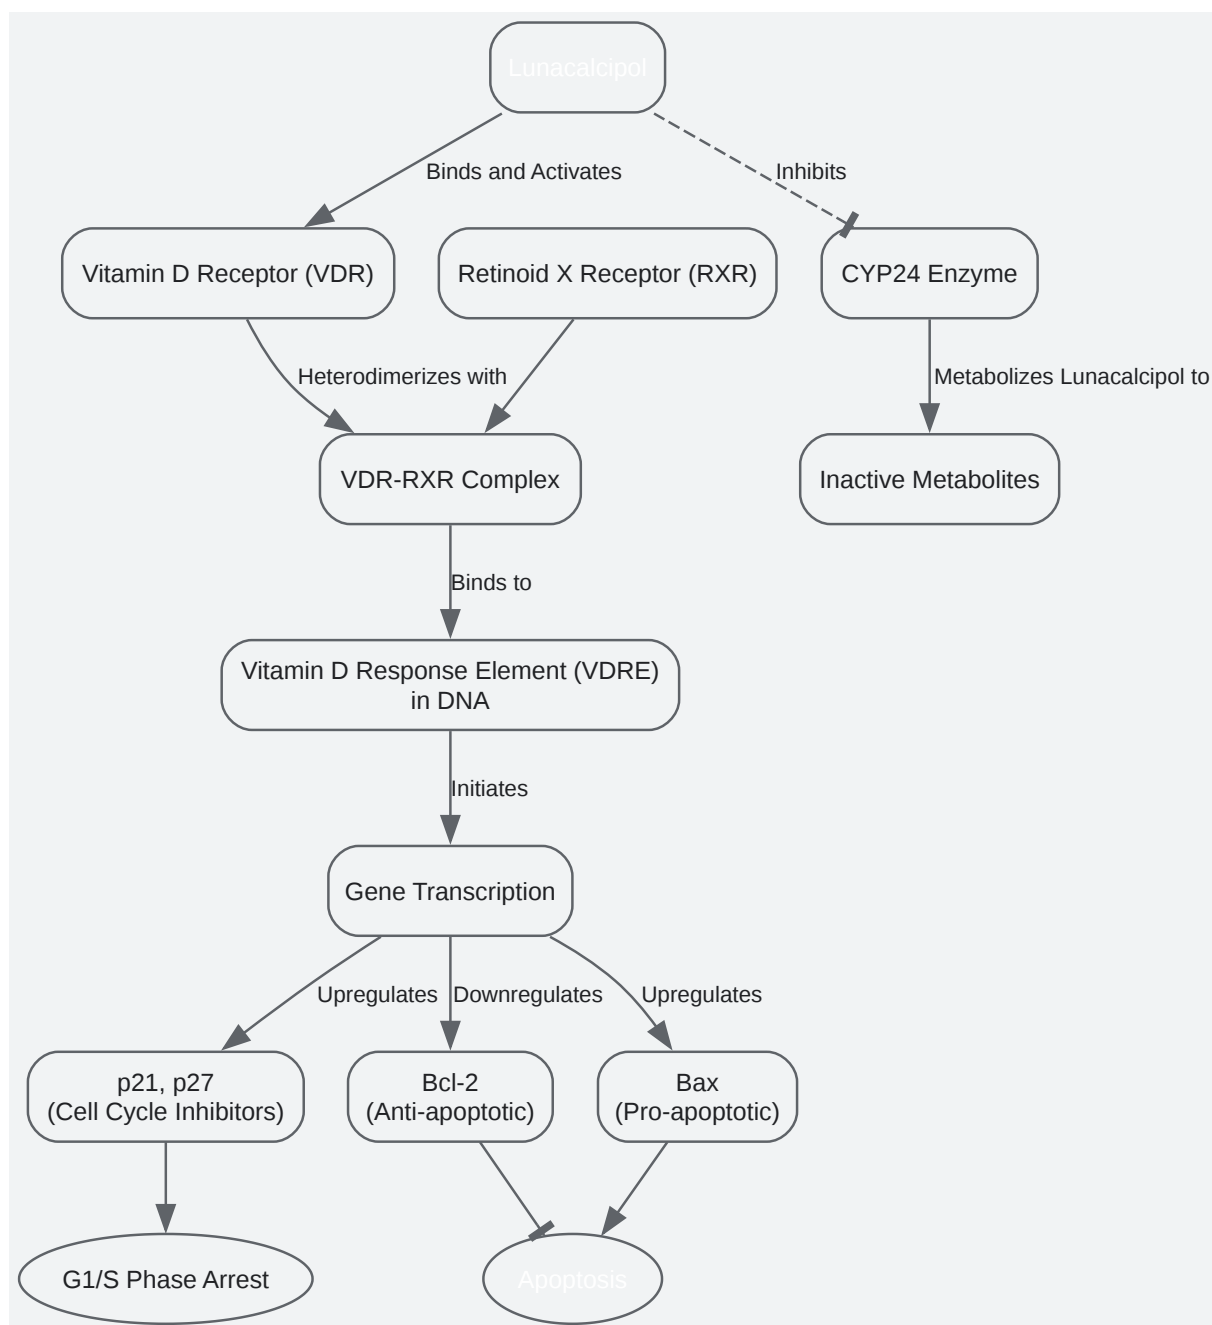 Lunacalcipol
Binds and Activates
Inhibits
Vitamin D Receptor (VDR)
Retinoid X Receptor (RXR)
CYP24 Enzyme
Heterodimerizes with
Metabolizes Lunacalcipol to
VDR-RXR Complex
Inactive Metabolites
Binds to
Vitamin D Response Element (VDRE)
in DNA
Initiates
Gene Transcription
Upregulates
Downregulates
Upregulates
p21, p27
(Cell Cycle Inhibitors)
Bcl-2
(Anti-apoptotic)
Bax
(Pro-apoptotic)
G1/S Phase Arrest
Apoptosis